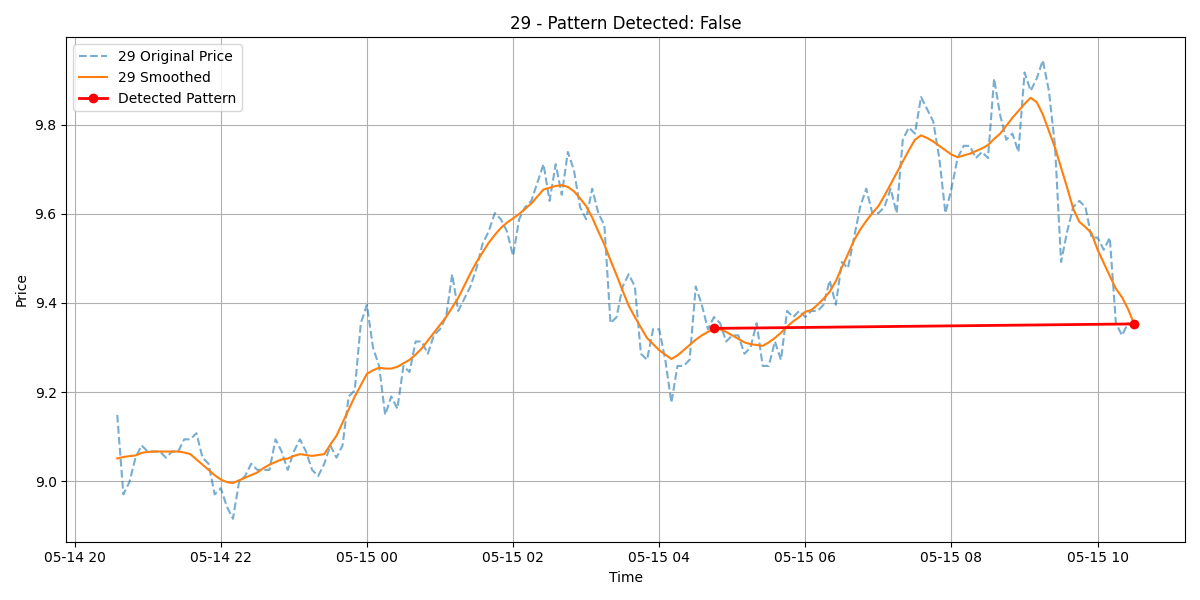 29 - Pattern Detected: False
29 Original Price
29 Smoothed
Detected Pattern
Price
9.8
9.6
9.4
9.2
9.0
05-14 20 05-14 22 05-15 00 05-15 02 05-15 04 05-15 06 05-15 08 05-15 10
Time